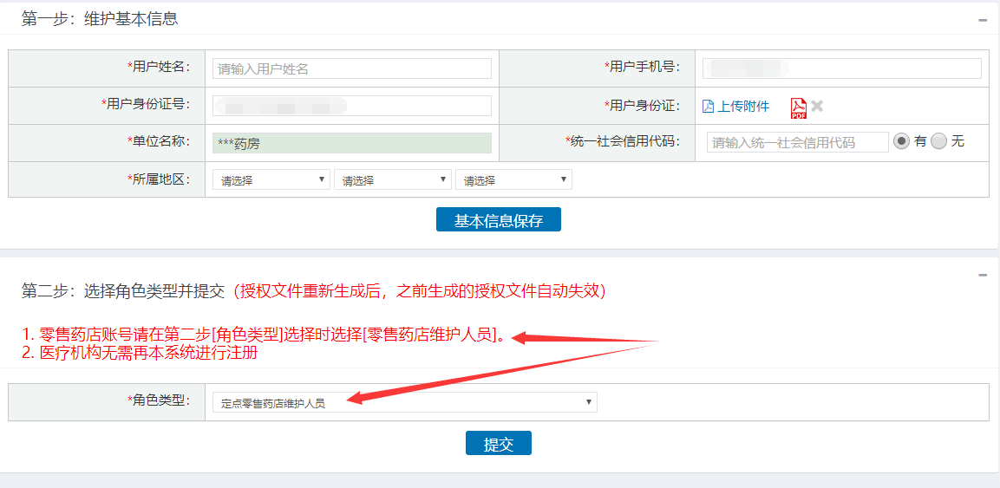 第一步：维护基本信息
*用户姓名： 请输入用户姓名 *用户手机号：
*用户身份证号： *用户身份证： 上传附件 PDF
*单位名称： ***药房 *统一社会信用代码： 请输入统一社会信用代码 有 无
*所属地区： 请选择 请选择 请选择
基本信息保存
第二步：选择角色类型并提交（授权文件重新生成后，之前生成的授权文件自动失效）
1. 零售药店账号请在第二步[角色类型]选择时选择[零售药店维护人员]。
2. 医疗机构无需再本系统进行注册
*角色类型： 定点零售药店维护人员
提交